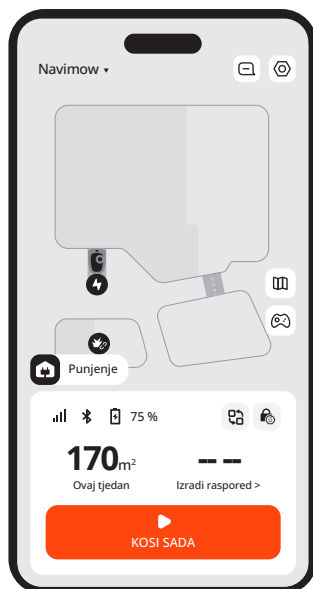 Navimow
Punjenje
75 %
170m²
-- --
Ovaj tjedan
Izradi raspored >
KOSI SADA